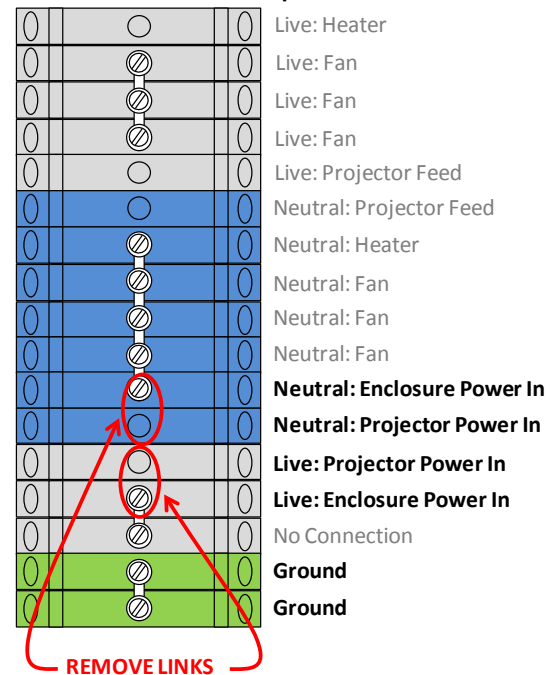 Live: Heater
Live: Fan
Live: Fan
Live: Fan
Live: Projector Feed
Neutral: Projector Feed
Neutral: Heater
Neutral: Fan
Neutral: Fan
Neutral: Fan
Neutral: Enclosure Power In
Neutral: Projector Power In
Live: Projector Power In
Live: Enclosure Power In
No Connection
Ground
Ground
REMOVE LINKS